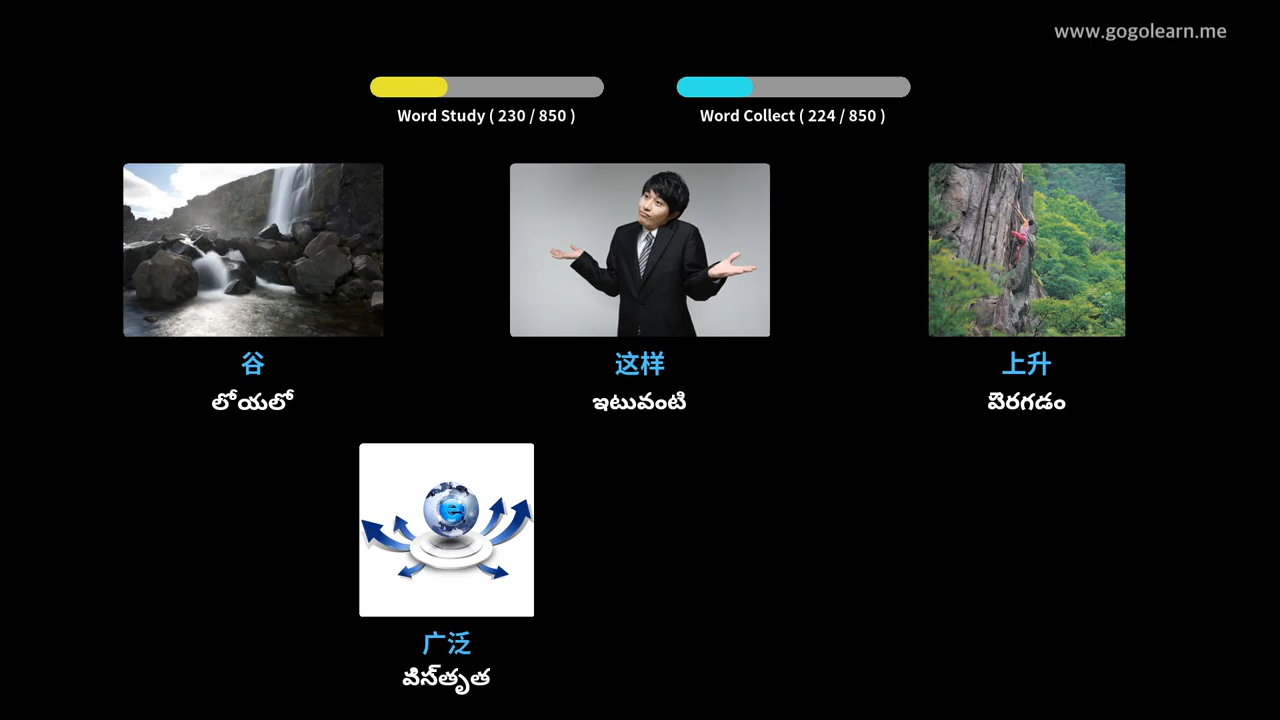 www.gogolearn.me
Word Study ( 230 / 850 )
Word Collect ( 224 / 850 )
谷
లోయలో
这样
ఇటువంటి
上升
పెరగడం
e
广泛
విస్తృత